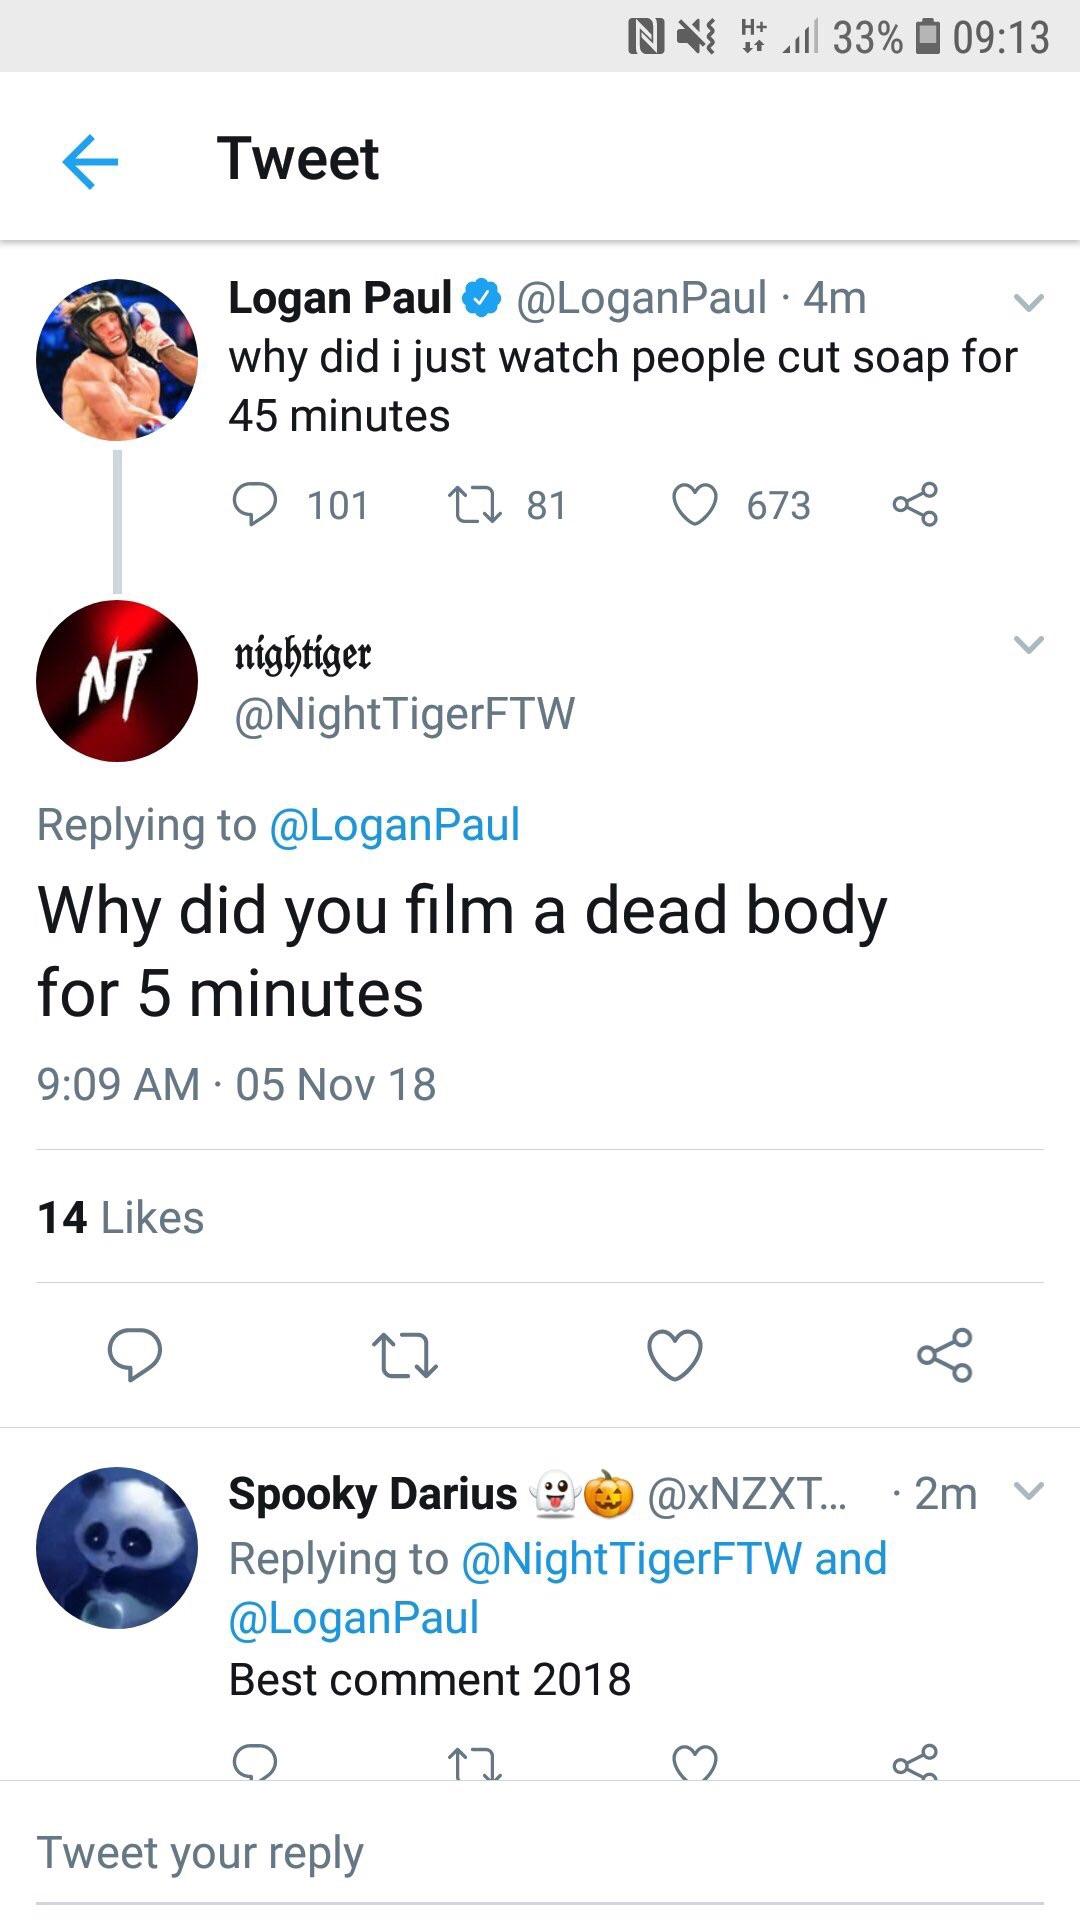 H+ 33% 09:13
Tweet
Logan Paul @LoganPaul · 4m
why did i just watch people cut soap for
45 minutes
101 81 673
NT
𝖓𝖎𝖌𝖍𝖙𝖎𝖌𝖊𝖗
@NightTigerFTW
Replying to @LoganPaul
Why did you film a dead body
for 5 minutes
9:09 AM · 05 Nov 18
14 Likes
Spooky Darius 👻🎃 @xNZXT... · 2m
Replying to @NightTigerFTW and
@LoganPaul
Best comment 2018
Tweet your reply